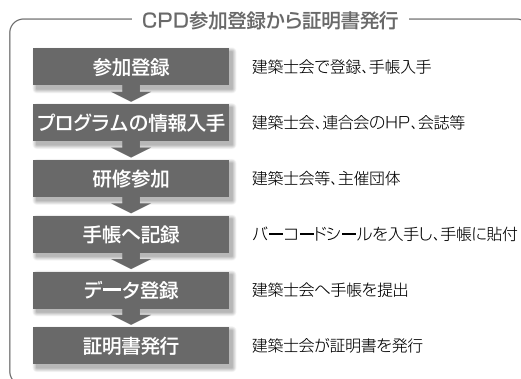 CPD参加登録から証明書発行
参加登録
建築士会で登録、手帳入手
プログラムの情報入手
建築士会、連合会のHP、会誌等
研修参加
建築士会等、主催団体
手帳へ記録
バーコードシールを入手し、手帳に貼付
データ登録
建築士会へ手帳を提出
証明書発行
建築士会が証明書を発行